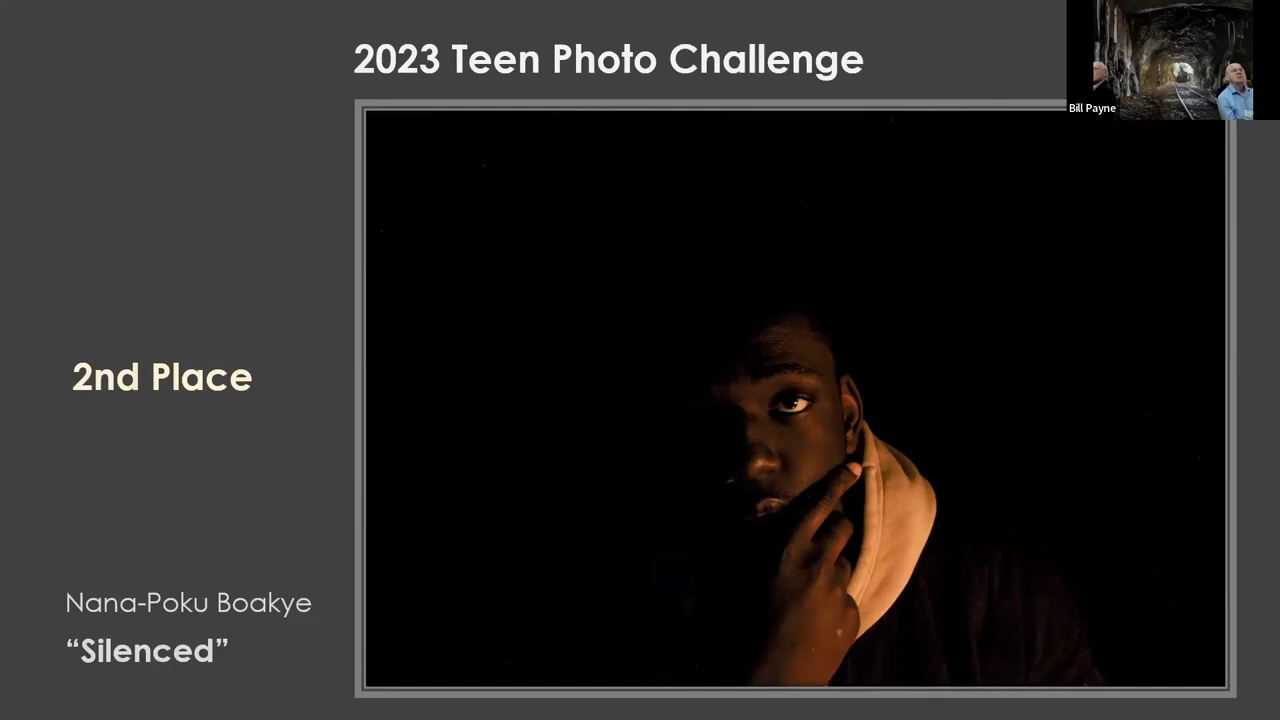 2023 Teen Photo Challenge
Bill Payne
2nd Place
Nana-Poku Boakye
“Silenced”